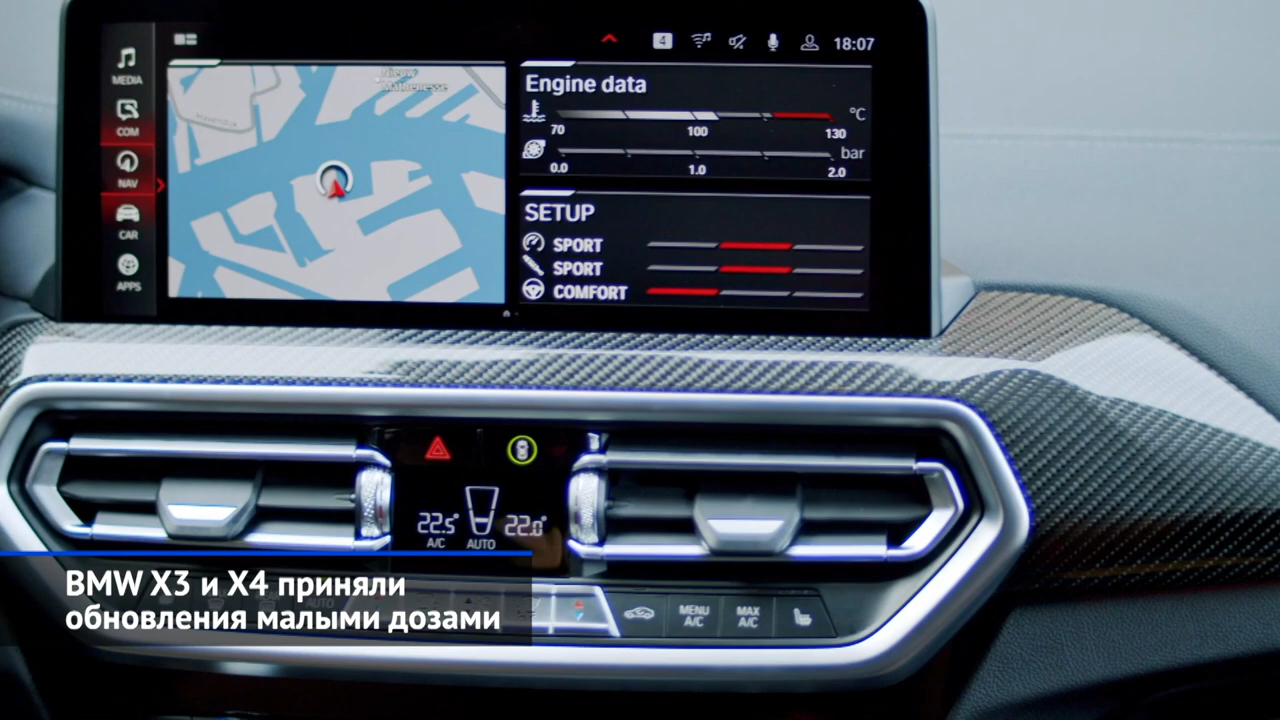 4
18:07
MEDIA
COM
NAV
CAR
APPS
Nieuw
Mathenesse
Engine data
°C
70 100 130
bar
0.0 1.0 2.0
SETUP
SPORT
SPORT
COMFORT
22.5° 22.0°
A/C AUTO
MENU A/C
MAX A/C
BMW X3 и X4 приняли
обновления малыми дозами